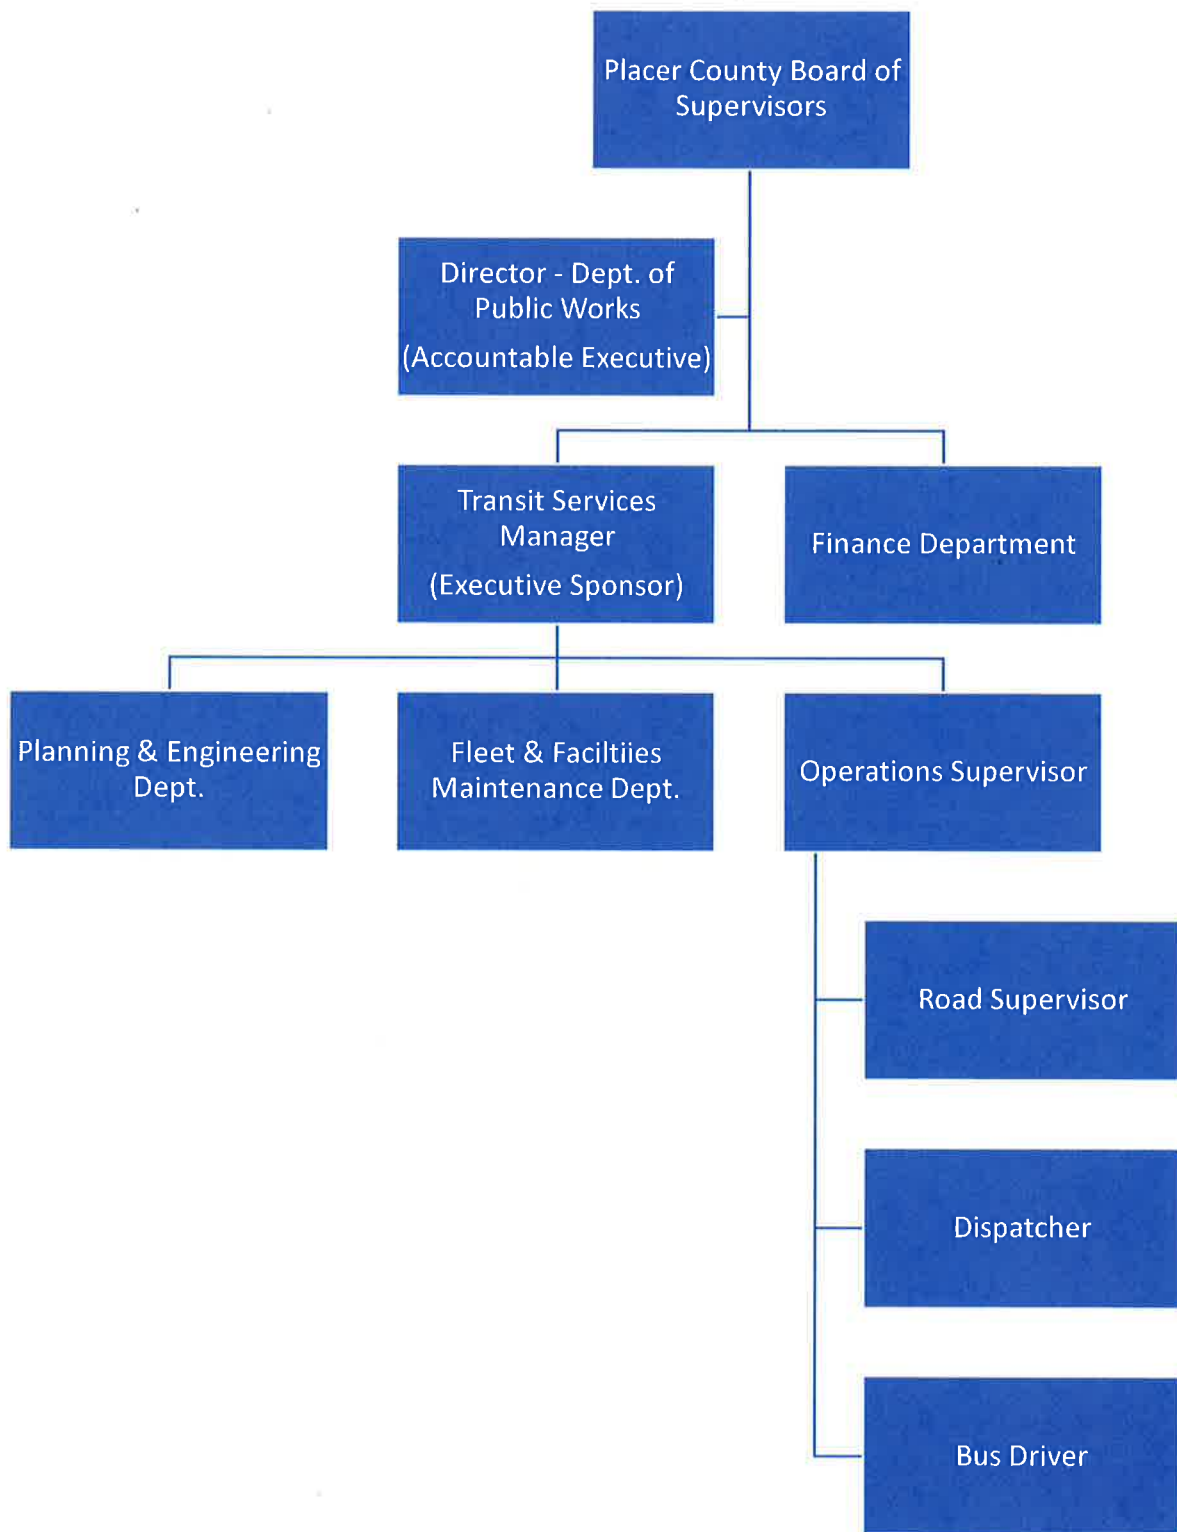 Placer County Board of
Supervisors
Director - Dept. of
Public Works
(Accountable Executive)
Transit Services
Manager
(Executive Sponsor)
Finance Department
Planning & Engineering
Dept.
Fleet & Faciltiies
Maintenance Dept.
Operations Supervisor
Road Supervisor
Dispatcher
Bus Driver